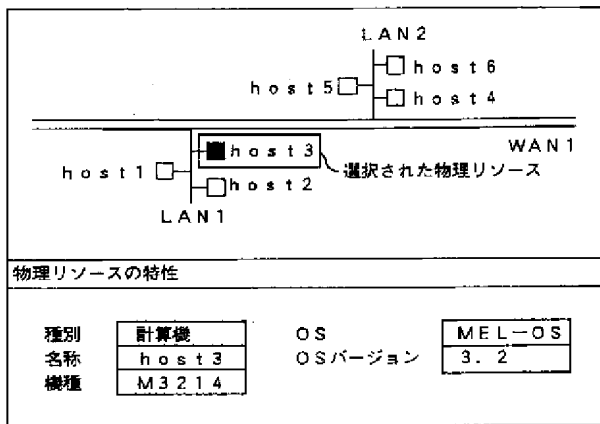 LAN2
host6
host5
host4
WAN1
host3
host1
選択された物理リソース
host2
LAN1
物理リソースの特性
種別 計算機 OS MEL-OS
名称 host3 OSバージョン 3.2
機種 M3214